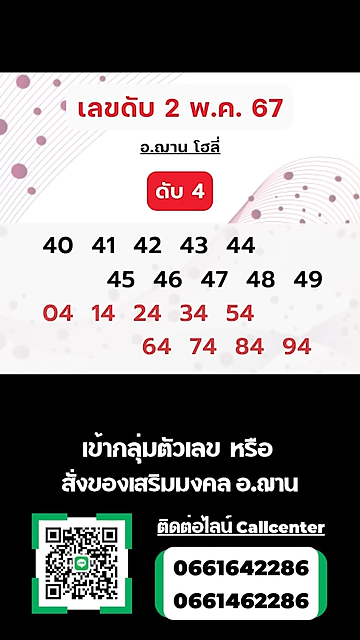 เลขดับ 2 พ.ค. 67
อ.ฌาน โฮลี่
ดับ 4
40 41 42 43 44
45 46 47 48 49
04 14 24 34 54
64 74 84 94
เข้ากลุ่มตัวเลข หรือ
สั่งของเสริมมงคล อ.ฌาน
ติดต่อไลน์ Callcenter
0661642286
0661462286